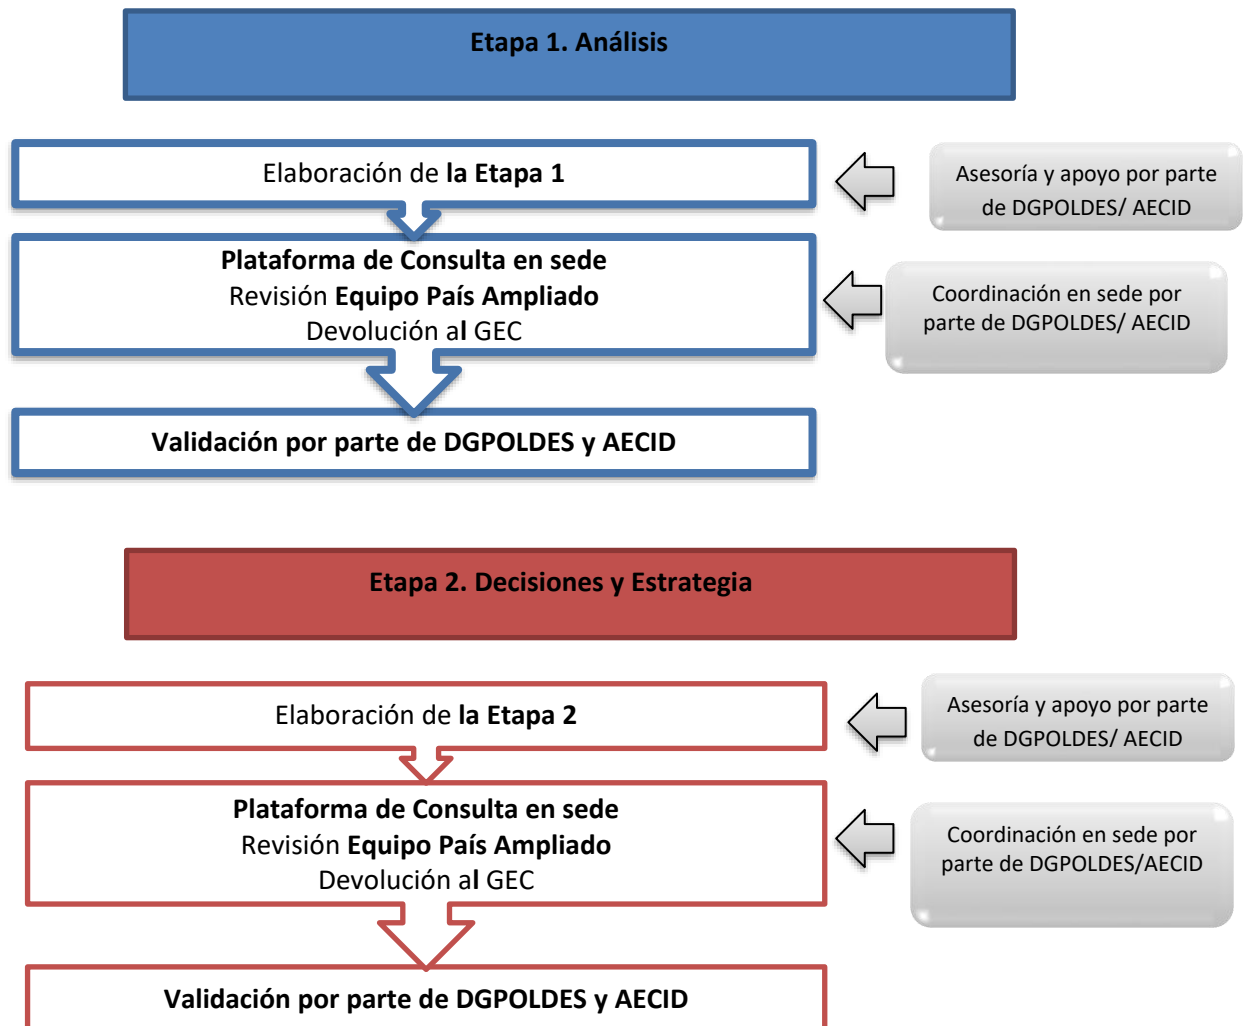 Etapa 1. Análisis
Elaboración de la Etapa 1
Asesoría y apoyo por parte
de DGPOLDES/ AECID
Plataforma de Consulta en sede
Revisión Equipo País Ampliado
Devolución al GEC
Coordinación en sede por
parte de DGPOLDES/ AECID
Validación por parte de DGPOLDES y AECID
Etapa 2. Decisiones y Estrategia
Elaboración de la Etapa 2
Asesoría y apoyo por parte
de DGPOLDES/ AECID
Plataforma de Consulta en sede
Revisión Equipo País Ampliado
Devolución al GEC
Coordinación en sede por
parte de DGPOLDES/AECID
Validación por parte de DGPOLDES y AECID